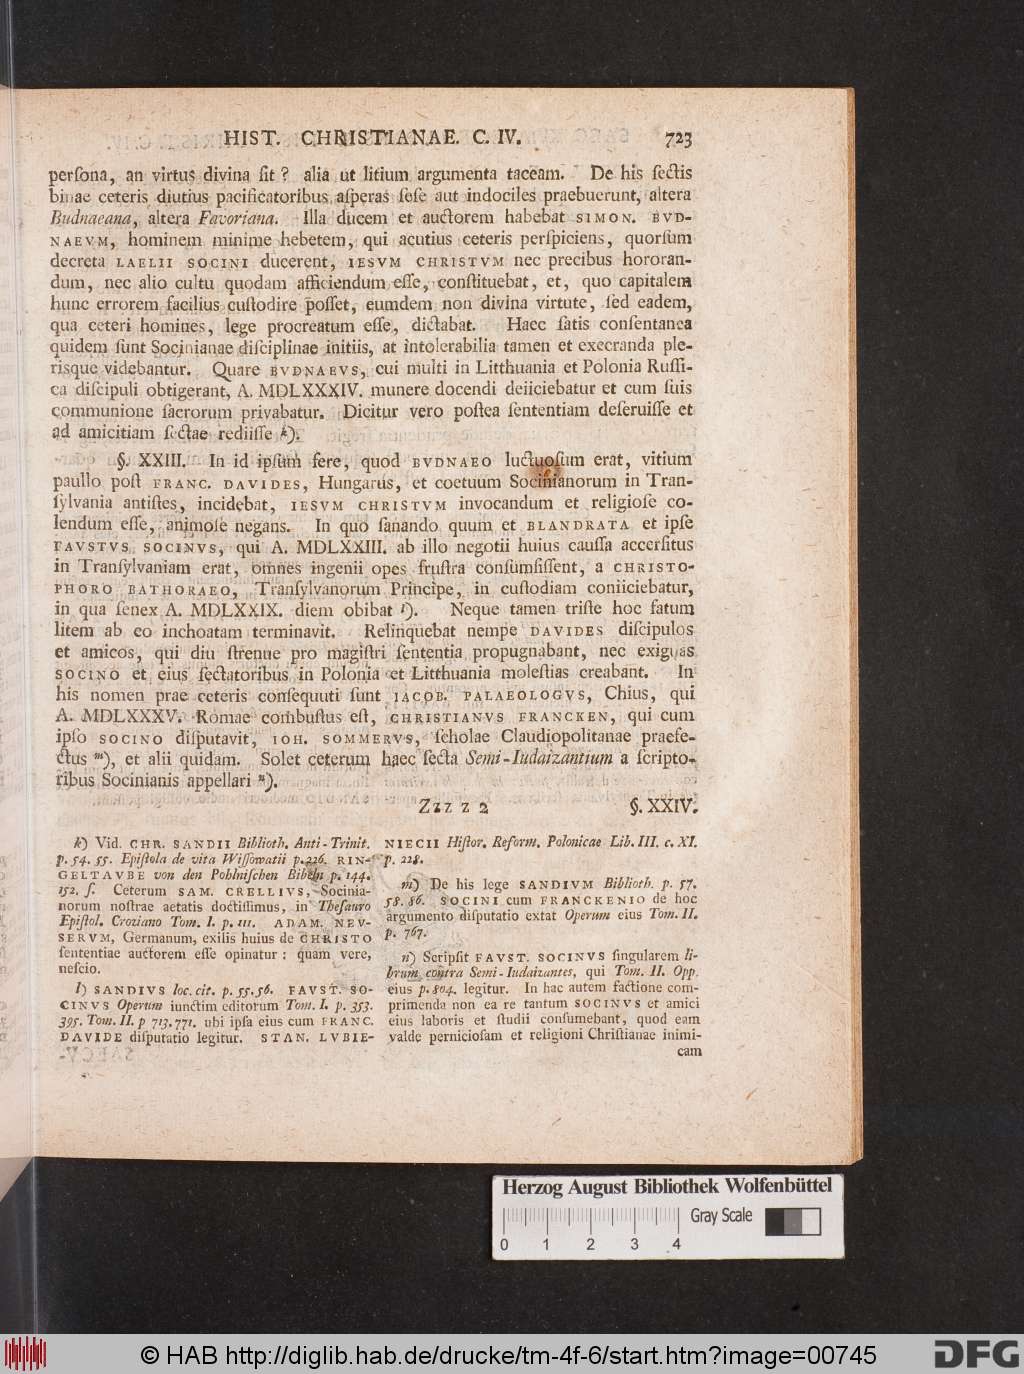 HIST. CHRISTIANAE. C. IV. 723
perſona, an virtus divina ſit? alia ut litium argumenta taceam. De his ſectis
binae ceteris diutius pacificatoribus aſperas ſeſe aut indociles praebuerunt, altera
Budnaeana, altera Favoriana. Illa ducem et auctorem habebat SIMON. BVD-
NAEVM, hominem minime hebetem, qui acutius ceteris perſpiciens, quorſum
decreta LAELII SOCINI ducerent, IESVM CHRISTVM nec precibus hororan-
dum, nec alio cultu quodam afficiendum eſſe, conſtituebat, et, quo capitalem
hunc errorem facilius cuſtodire poſſet, eumdem non divina virtute, ſed eadem,
qua ceteri homines, lege procreatum eſſe, dictabat. Haec ſatis conſentanea
quidem ſunt Socinianae diſciplinae initiis, at intolerabilia tamen et execranda ple-
risque videbantur. Quare BVDNAEVS, cui multi in Litthuania et Polonia Ruſſi-
ca diſcipuli obtigerant, A. MDLXXXIV. munere docendi deiiciebatur et cum ſuis
communione ſacrorum privabatur. Dicitur vero poſtea ſententiam deſeruiſſe et
ad amicitiam ſectae rediiſſe k).
§. XXIII. In id ipſum fere, quod BVDNAEO luctuoſum erat, vitium
paullo poſt FRANC. DAVIDES, Hungarus, et coetuum Socinianorum in Tran-
ſylvania antiſtes, incidebat, IESVM CHRISTVM invocandum et religioſe co-
lendum eſſe, animoſe negans. In quo ſanando quum et BLANDRATA et ipſe
FAVSTVS SOCINVS, qui A. MDLXXIII. ab illo negotii huius cauſſa accerſitus
in Tranſylvaniam erat, omnes ingenii opes fruſtra conſumſiſſent, a CHRISTO-
PHORO BATHORAEO, Tranſylvanorum Principe, in cuſtodiam coniiciebatur,
in qua ſenex A. MDLXXIX. diem obibat l). Neque tamen triſte hoc fatum
litem ab eo inchoatam terminavit. Relinquebat nempe DAVIDES diſcipulos
et amicos, qui diu ſtrenue pro magiſtri ſententia propugnabant, nec exiguas
SOCINO et eius ſectatoribus in Polonia et Litthuania moleſtias creabant. In
his nomen prae ceteris conſequuti ſunt IACOB. PALAEOLOGVS, Chius, qui
A. MDLXXXV. Romae combuſtus eſt, CHRISTIANVS FRANCKEN, qui cum
ipſo SOCINO diſputavit, IOH. SOMMERVS, ſcholae Claudiopolitanae praefe-
ctus m), et alii quidam. Solet ceterum haec ſecta Semi-Iudaizantium a ſcripto-
ribus Socinianis appellari n).
Zzz z 2 §. XXIV.
k) Vid. CHR. SANDII Biblioth. Anti-Trinit.
p. 54. 55. Epiſtola de vita Wiſſowatii p. 226. RIN-
GELTAVBE von den Pohlniſchen Bibeln p. 144.
152. ſ. Ceterum SAM. CRELLIVS, Socinia-
norum noſtrae aetatis doctiſſimus, in Theſauro
Epiſtol. Croziano Tom. I. p. 111. ADAM. NEV-
SERVM, Germanum, exilis huius de CHRISTO
ſententiae auctorem eſſe opinatur: quam vere,
neſcio.
l) SANDIVS loc. cit. p. 55. 56. FAVST. SO-
CINVS Operum iunctim editorum Tom. I. p. 353.
395. Tom. II. p 713. 771. ubi ipſa eius cum FRANC.
DAVIDE diſputatio legitur. STAN. LVBIE-
NIECII Hiſtor. Reform. Polonicae Lib. III. c. XI.
p. 228.
m) De his lege SANDIVM Biblioth. p. 57.
58. 86. SOCINI cum FRANCKENIO de hoc
argumento diſputatio extat Operum eius Tom. II.
p. 767.
n) Scripſit FAVST. SOCINVS ſingularem li-
brum contra Semi-Iudaizantes, qui Tom. II. Opp.
eius p. 804. legitur. In hac autem factione com-
primenda non ea re tantum SOCINVS et amici
eius laboris et ſtudii conſumebant, quod eam
valde pernicioſam et religioni Chriſtianae inimi-
cam
Herzog August Bibliothek Wolfenbüttel
Gray Scale
0 1 2 3 4
© HAB http://diglib.hab.de/drucke/tm-4f-6/start.htm?image=00745
DFG